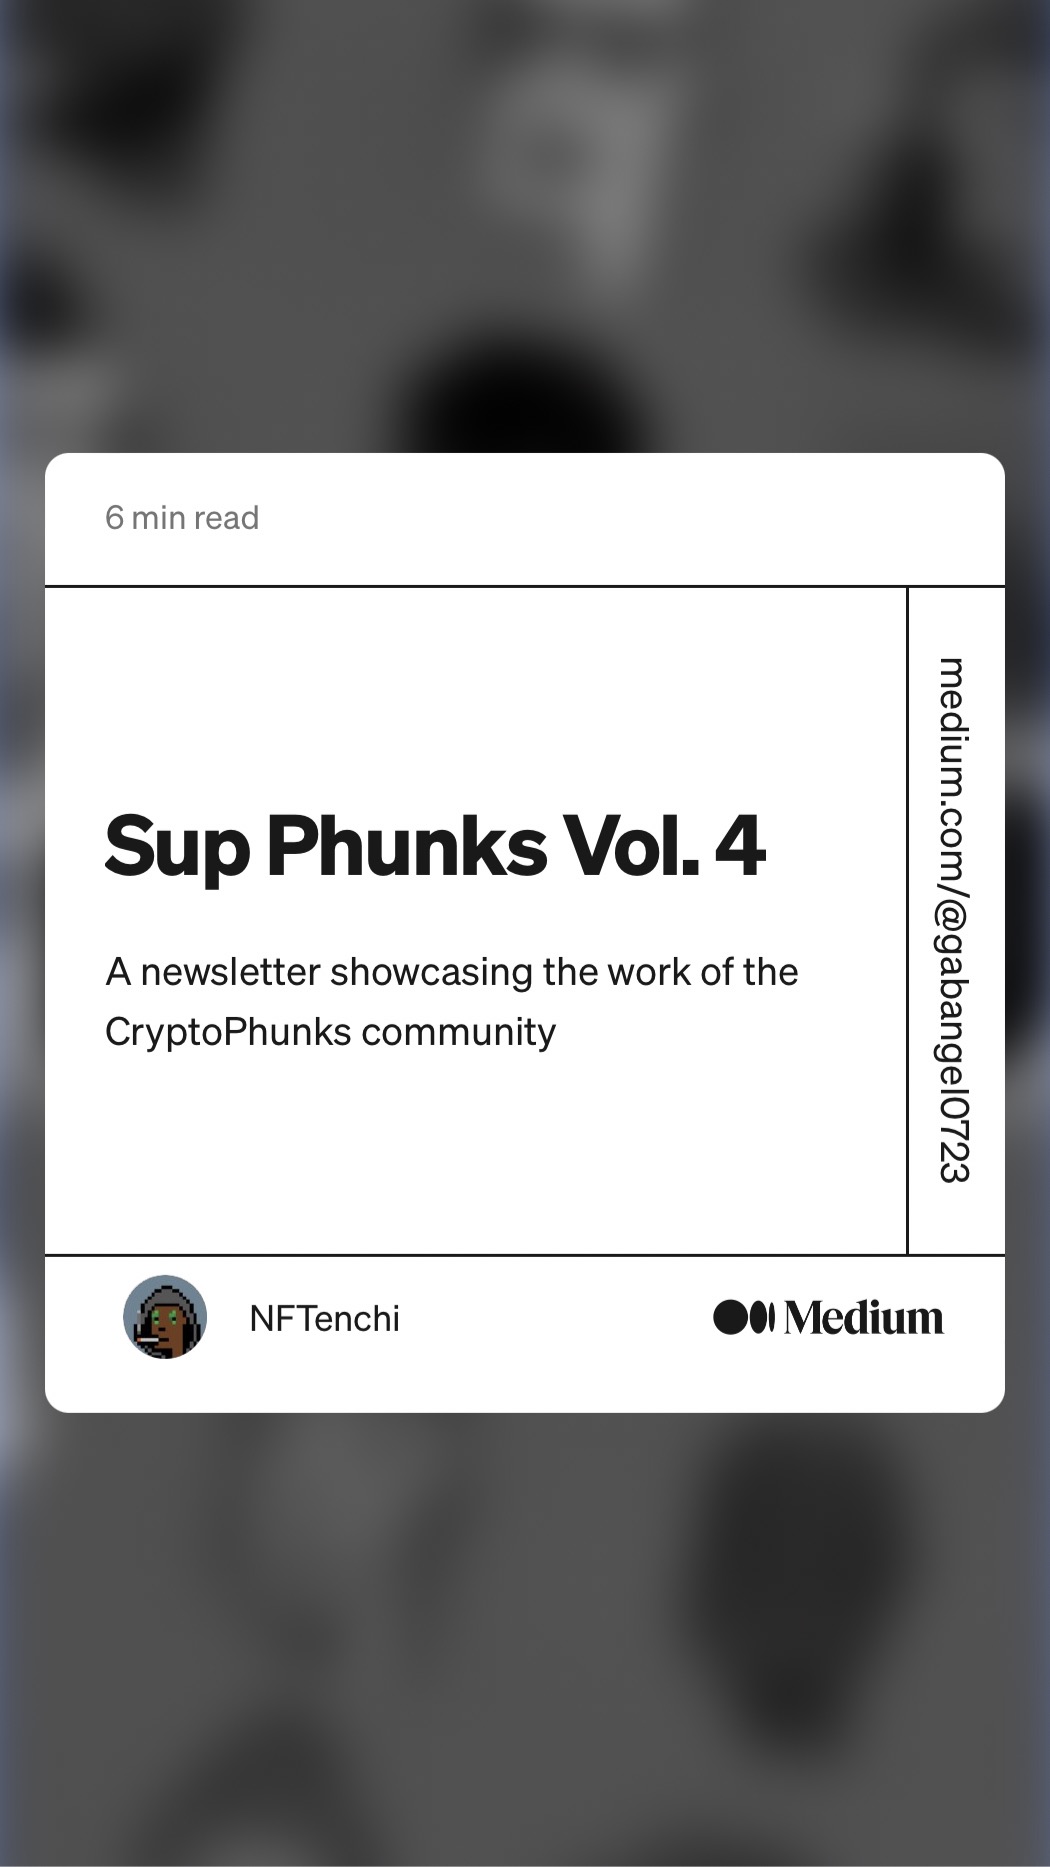 6 min read
Sup Phunks Vol. 4
A newsletter showcasing the work of the
CryptoPhunks community
medium.com/@gabangel0723
NFTenchi
Medium